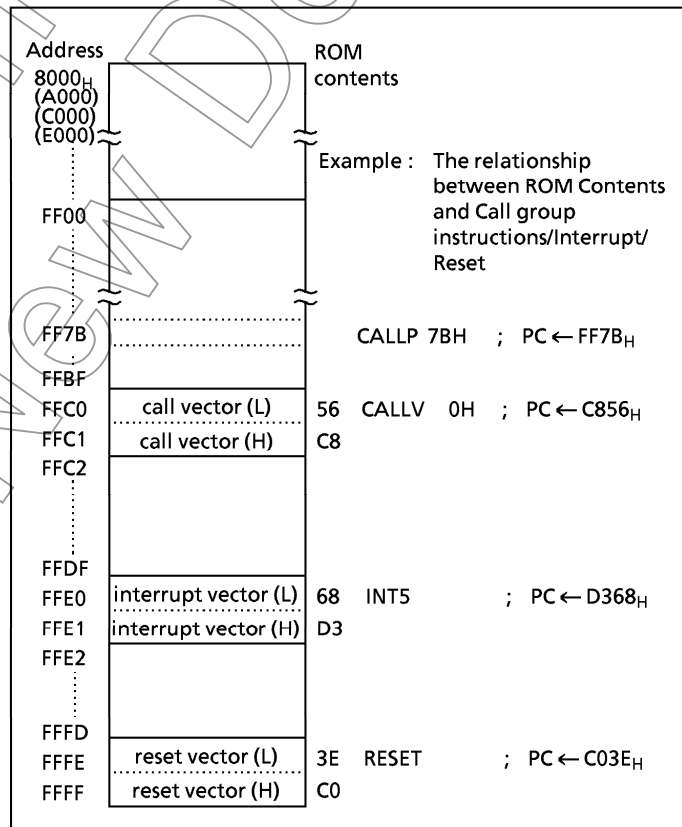 Address
ROM
contents
8000H
(A000)
(C000)
(E000)
Example : The relationship
between ROM Contents
and Call group
instructions/Interrupt/
Reset
FF00
FF7B CALLP 7BH ; PC ← FF7BH
FFBF
FFC0 call vector (L) 56 CALLV 0H ; PC ← C856H
FFC1 call vector (H) C8
FFC2
FFDF
FFE0 interrupt vector (L) 68 INT5 ; PC ← D368H
FFE1 interrupt vector (H) D3
FFE2
FFFD
FFFE reset vector (L) 3E RESET ; PC ← C03EH
FFFF reset vector (H) C0